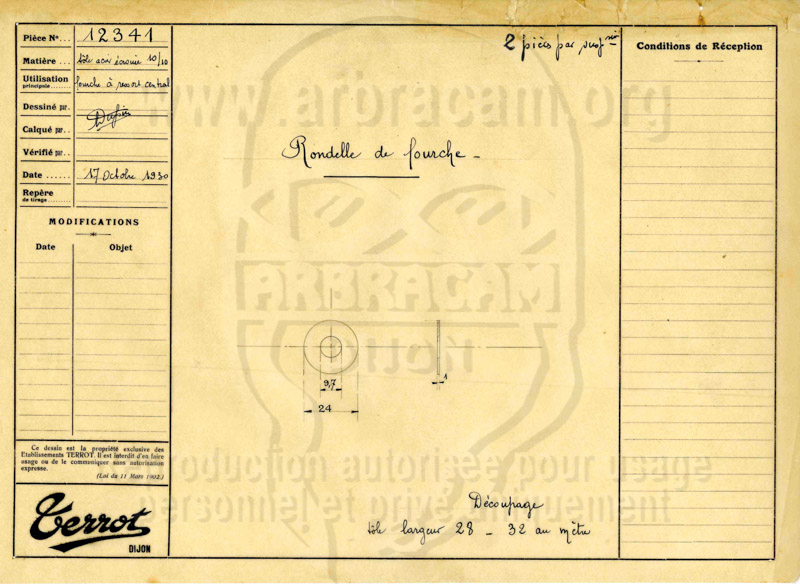 Pièce No... 12341
Matière... tôle acier écrouie 10/10
Utilisation principale....... fourche à ressort central
Dessiné par.
Calqué par..
Vérifié par..
Date ...... 17 Octobre 1930
Repère de tirage........
MODIFICATIONS
Date Objet
Ce dessin est la propriété exclusive des
Etablissements TERROT. Il est interdit d'en faire
usage ou de le communiquer sans autorisation
expresse.
(Loi du 11 Mars 1902.)
Terrot
DIJON
2 pièces par
Rondelle de fourche -
9,7
24
1
Découpage
tôle largeur 28 - 32 au mètre
Conditions de Réception
www.arbracam.org
ARBRACAM
DIJON
production autorisée pour usage
personnel et privé uniquement